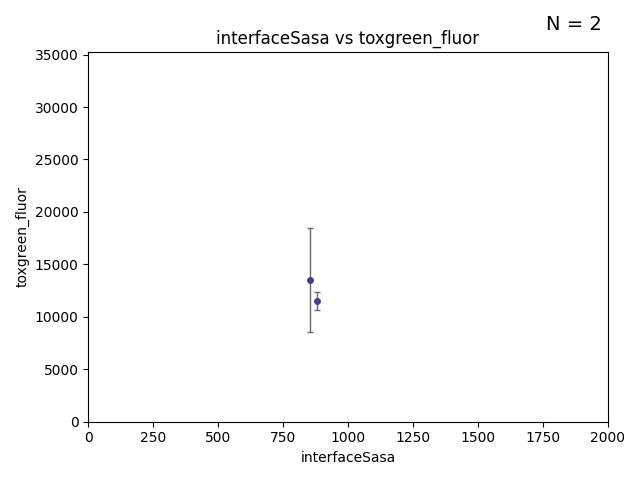 N = 2
interfaceSasa vs toxgreen_fluor
35000
30000
25000
20000
15000
10000
5000
0
toxgreen_fluor
0 250 500 750 1000 1250 1500 1750 2000
interfaceSasa